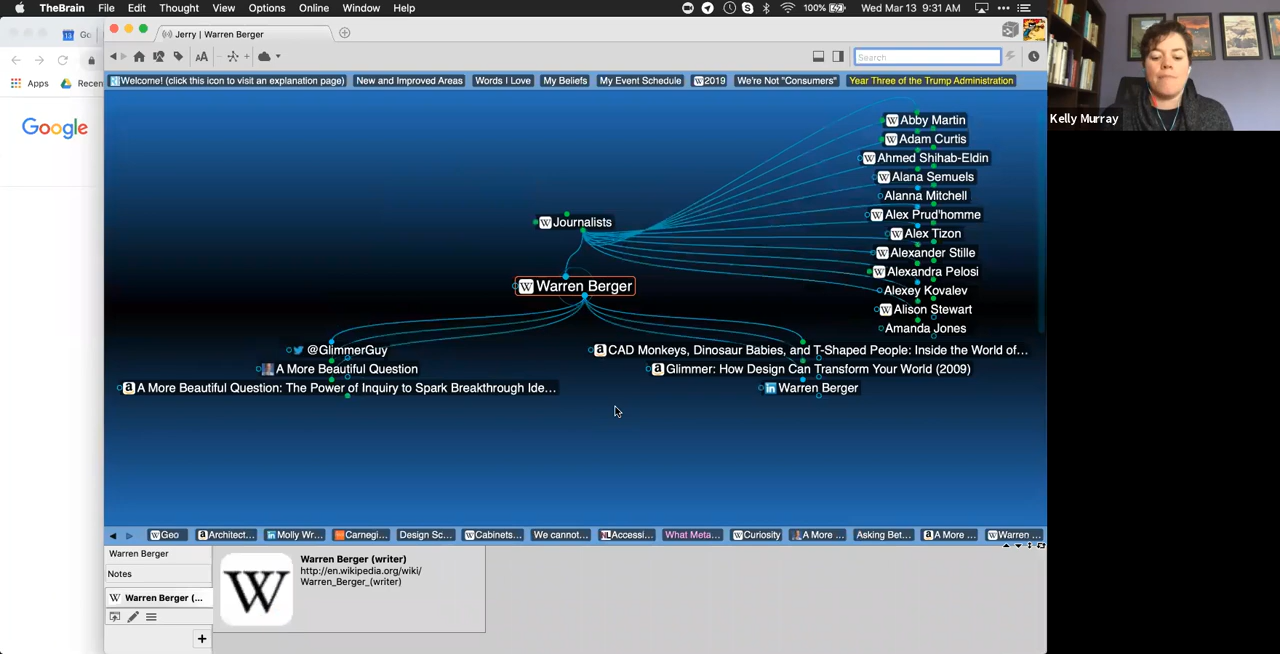 TheBrain File Edit Thought View Options Online Window Help 100% Wed Mar 13 9:31 AM
Jerry | Warren Berger
Apps Recen
AA
Search
Welcome! (click this icon to visit an explanation page) New and Improved Areas Words I Love My Beliefs My Event Schedule 2019 We're Not "Consumers" Year Three of the Trump Administration
Google
Kelly Murray
Abby Martin
Adam Curtis
Ahmed Shihab-Eldin
Alana Semuels
Alanna Mitchell
Alex Prud'homme
Alex Tizon
Alexander Stille
Alexandra Pelosi
Alexey Kovalev
Alison Stewart
Amanda Jones
Journalists
Warren Berger
@GlimmerGuy
A More Beautiful Question
A More Beautiful Question: The Power of Inquiry to Spark Breakthrough Ide...
CAD Monkeys, Dinosaur Babies, and T-Shaped People: Inside the World of...
Glimmer: How Design Can Transform Your World (2009)
Warren Berger
Geo Architect... Molly Wr... Carnegi... Design Sc... Cabinets... We cannot... Accessi... What Meta... Curiosity A More ... Asking Bet... A More ... Warren ...
Warren Berger
Notes
Warren Berger (...
Warren Berger (writer)
http://en.wikipedia.org/wiki/
Warren_Berger_(writer)